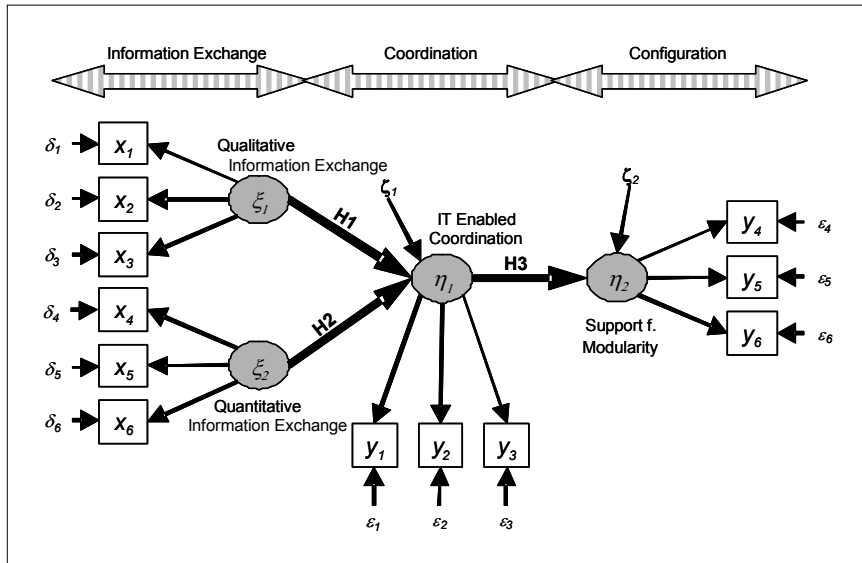 Information Exchange
Coordination
Configuration
Qualitative
Information Exchange
δ1
x1
δ2
x2
δ3
x3
ξ1
H1
ζ1
IT Enabled
Coordination
η1
H3
ζ2
η2
Support f.
Modularity
y4
ε4
y5
ε5
y6
ε6
δ4
x4
δ5
x5
δ6
x6
ξ2
H2
Quantitative
Information Exchange
y1
y2
y3
ε1
ε2
ε3